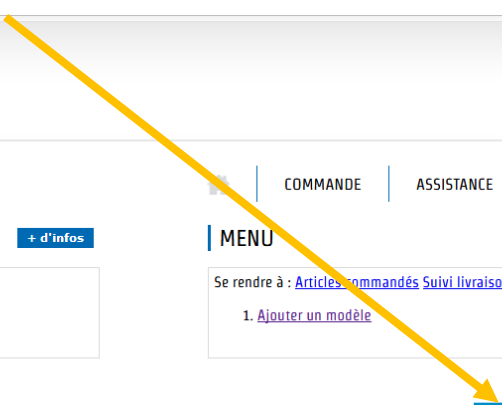 COMMANDE ASSISTANCE
+ d'infos
MENU
Se rendre à : Articles commandés Suivi livraiso
1. Ajouter un modèle